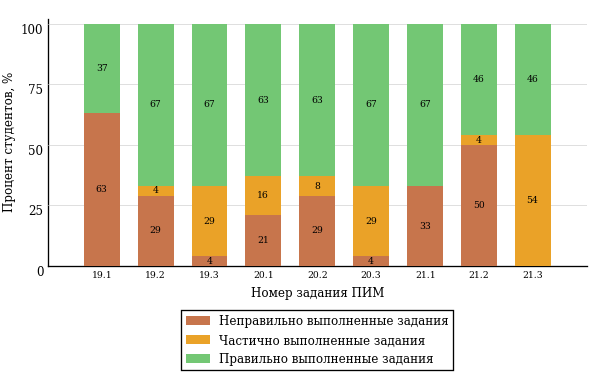 100
75
50
25
0
Процент студентов, %
37 67 67 63 63 67 67 46 46
63 4 29 16 8 29 33 4 54
29 4 21 29 4 50
19.1 19.2 19.3 20.1 20.2 20.3 21.1 21.2 21.3
Номер задания ПИМ
Неправильно выполненные задания
Частично выполненные задания
Правильно выполненные задания